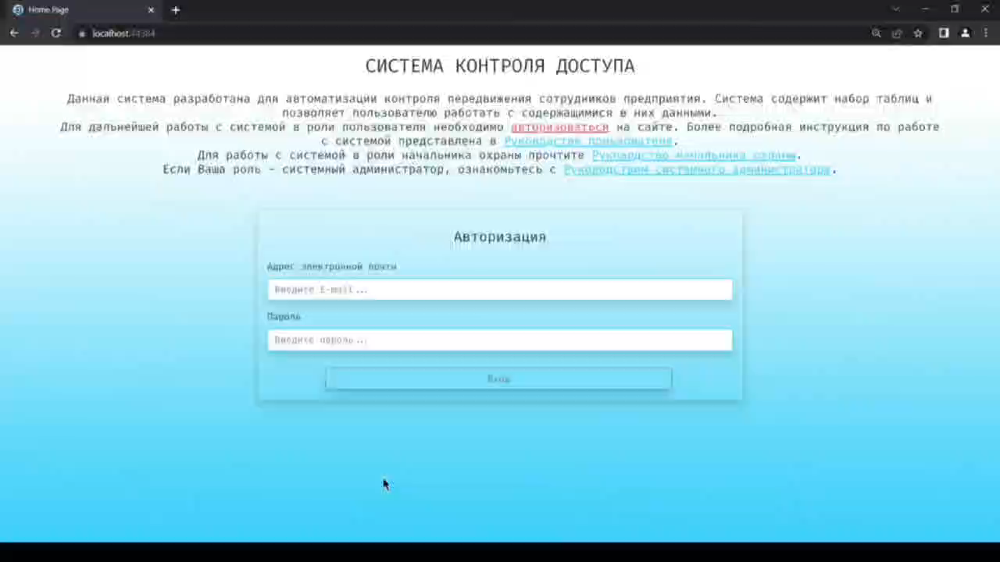 Home Page
localhost:44384
СИСТЕМА КОНТРОЛЯ ДОСТУПА
Данная система разработана для автоматизации контроля передвижения сотрудников предприятия. Система содержит набор таблиц и
позволяет пользователю работать с содержащимися в них данными.
Для дальнейшей работы с системой в роли пользователя необходимо авторизоваться на сайте. Более подробная инструкция по работе
с системой представлена в Руководстве пользователя.
Для работы с системой в роли начальника охраны прочтите Руководство начальника охраны.
Если Ваша роль - системный администратор, ознакомьтесь с Руководством системного администратора.
Авторизация
Адрес электронной почты
Введите E-mail...
Пароль
Введите пароль...
Вход